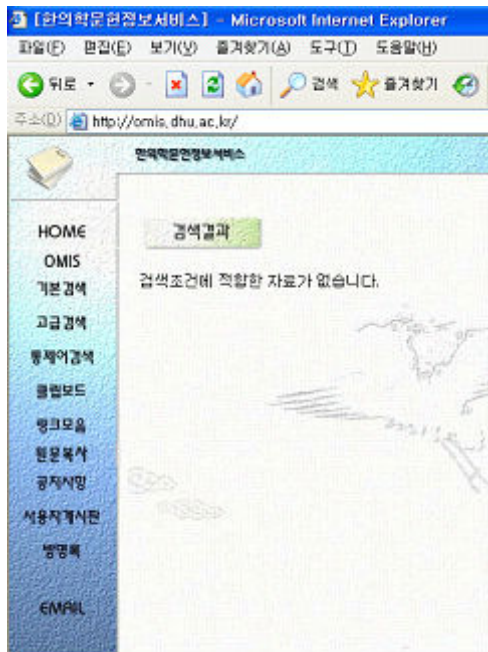 [한의학문헌정보서비스] - Microsoft Internet Explorer
파일(F) 편집(E) 보기(V) 즐겨찾기(A) 도구(T) 도움말(H)
뒤로 검색 즐겨찾기
주소(D) http://omis.dhu.ac.kr/
한의학문헌정보서비스
HOME
OMIS
기본검색
고급검색
통제어검색
클립보드
링크모음
원문복사
공지사항
사용자게시판
방명록
EMAIL
검색결과
검색조건에 적합한 자료가 없습니다.